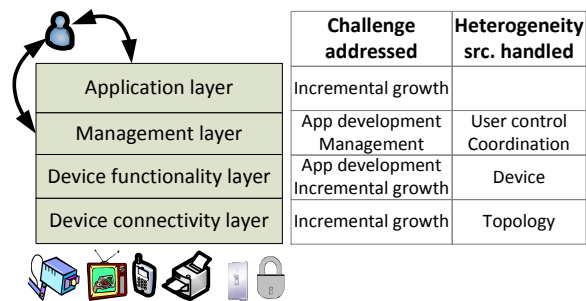 Challenge addressed
Heterogeneity src. handled
Application layer
Incremental growth
Management layer
App development
Management
User control
Coordination
Device functionality layer
App development
Incremental growth
Device
Device connectivity layer
Incremental growth
Topology